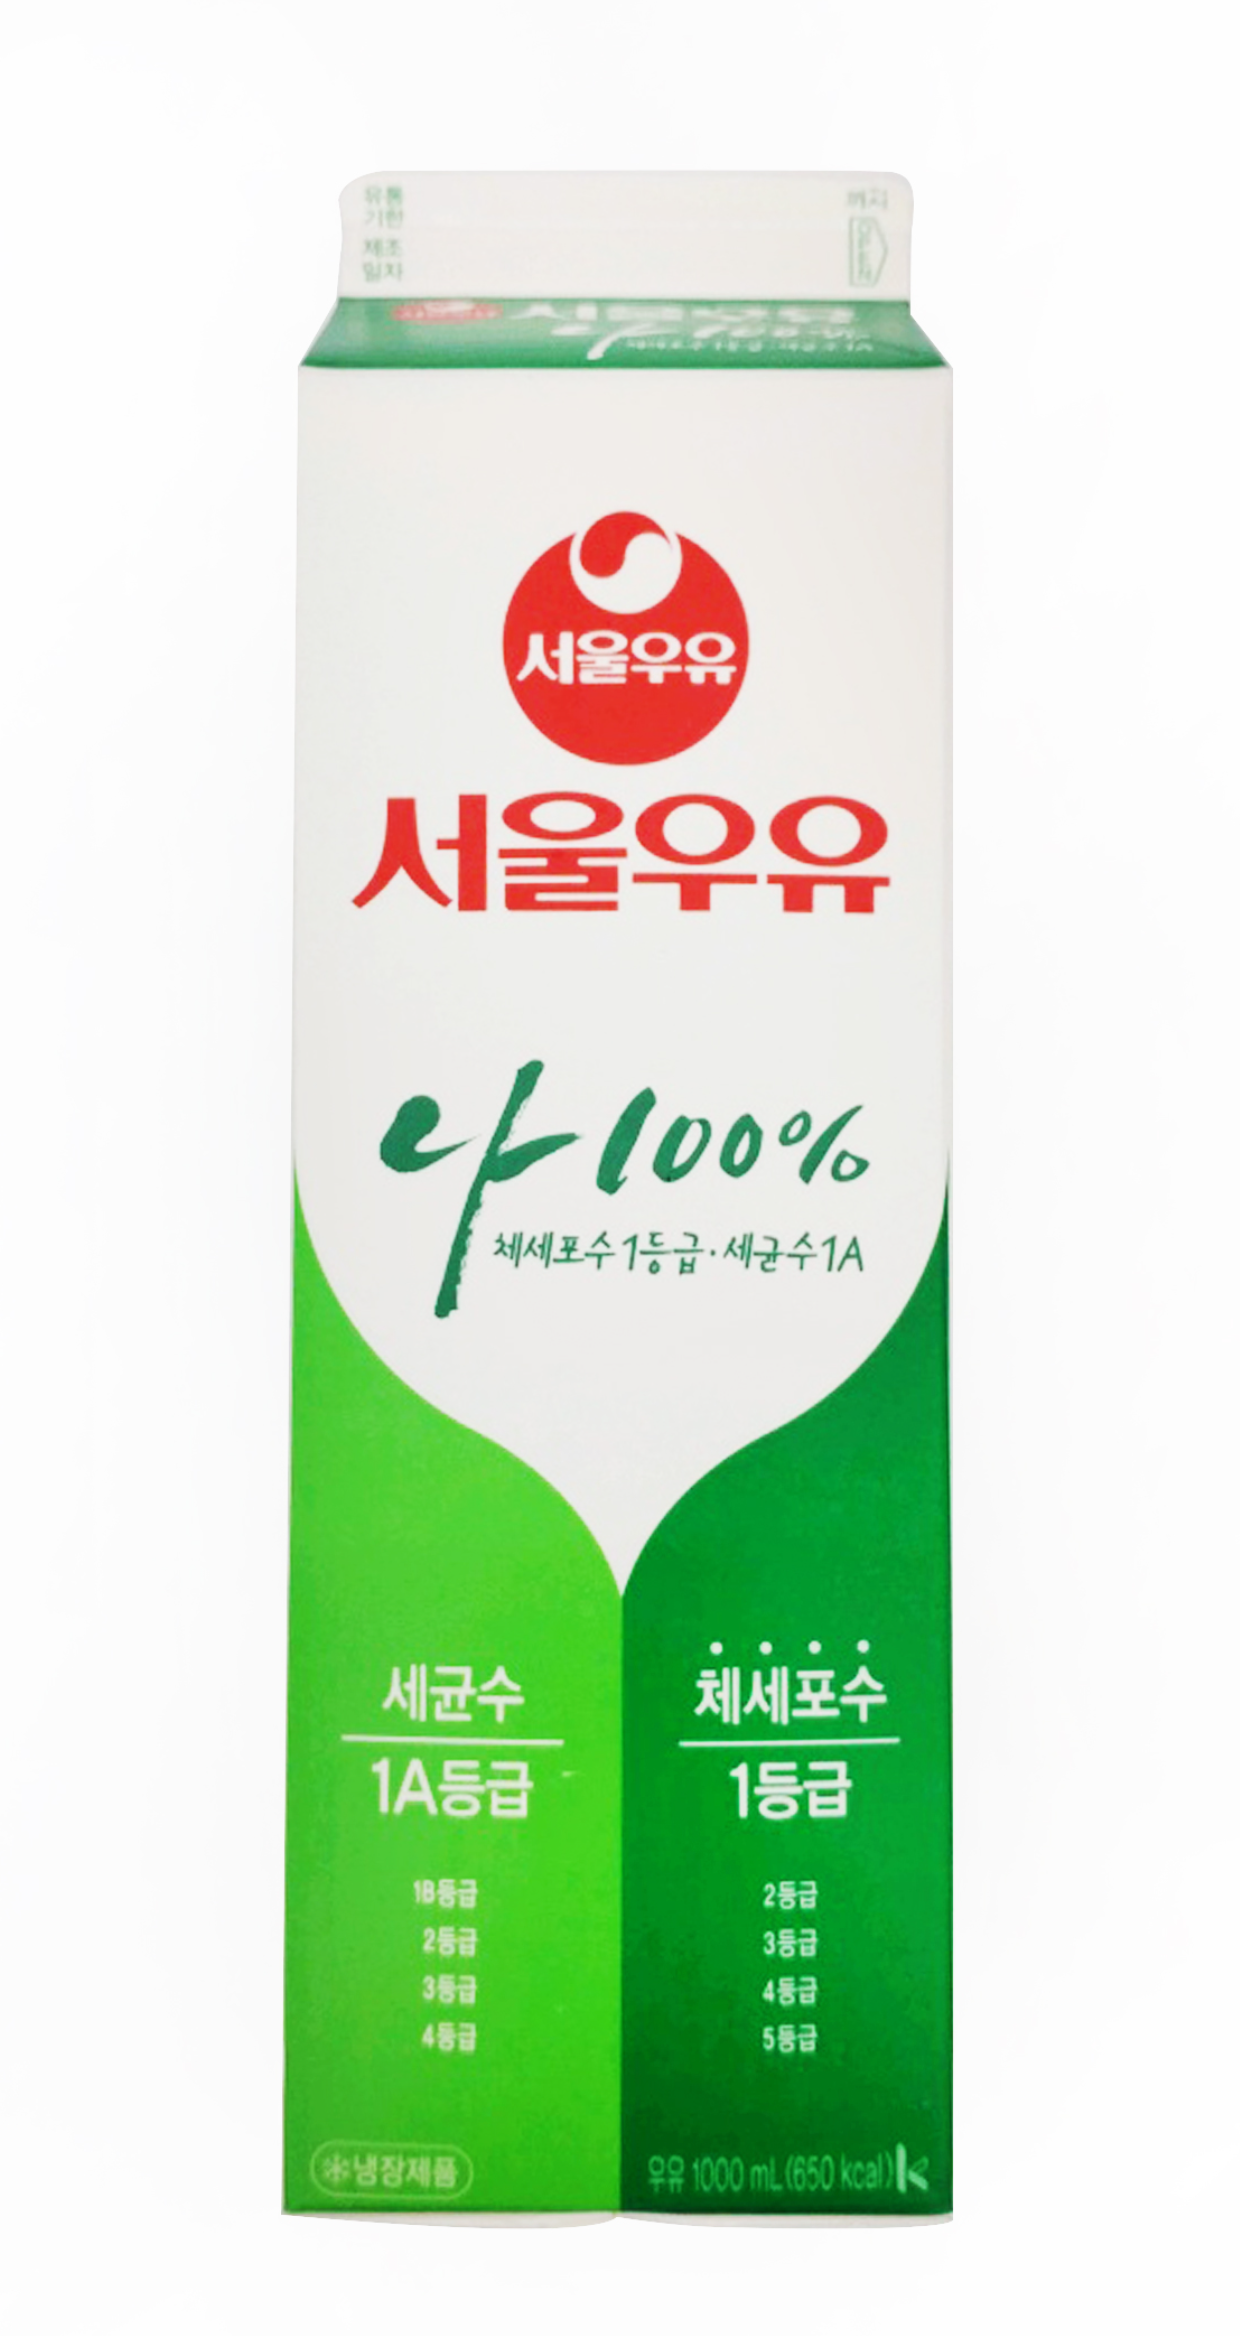 유통
기한
제조
일자
까지
서울우유
서울우유
나 100%
체세포수1등급·세균수1A
세균수
1A등급
1B등급
2등급
3등급
4등급
체세포수
1등급
2등급
3등급
4등급
5등급
냉장제품
우유 1000 mL(650 kcal)